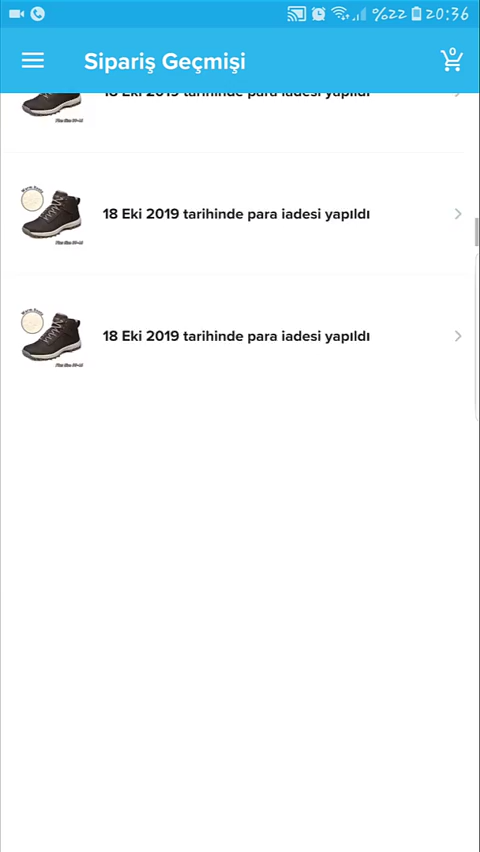 %22 20:36
Sipariş Geçmişi
0
18 Eki 2019 tarihinde para iadesi yapıldı
18 Eki 2019 tarihinde para iadesi yapıldı
18 Eki 2019 tarihinde para iadesi yapıldı